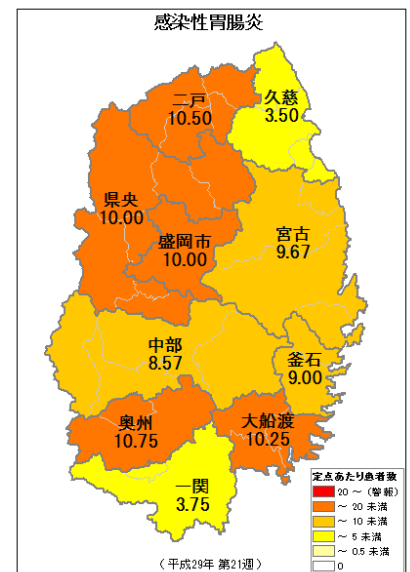 感染性胃腸炎
二戸
10.50
久慈
3.50
県央
10.00
盛岡市
10.00
宮古
9.67
中部
8.57
釜石
9.00
奥州
10.75
大船渡
10.25
一関
3.75
定点あたり患者数
20 ～ (警報)
～ 20 未満
～ 10 未満
～ 5 未満
～ 0.5 未満
0
(平成29年 第21週)